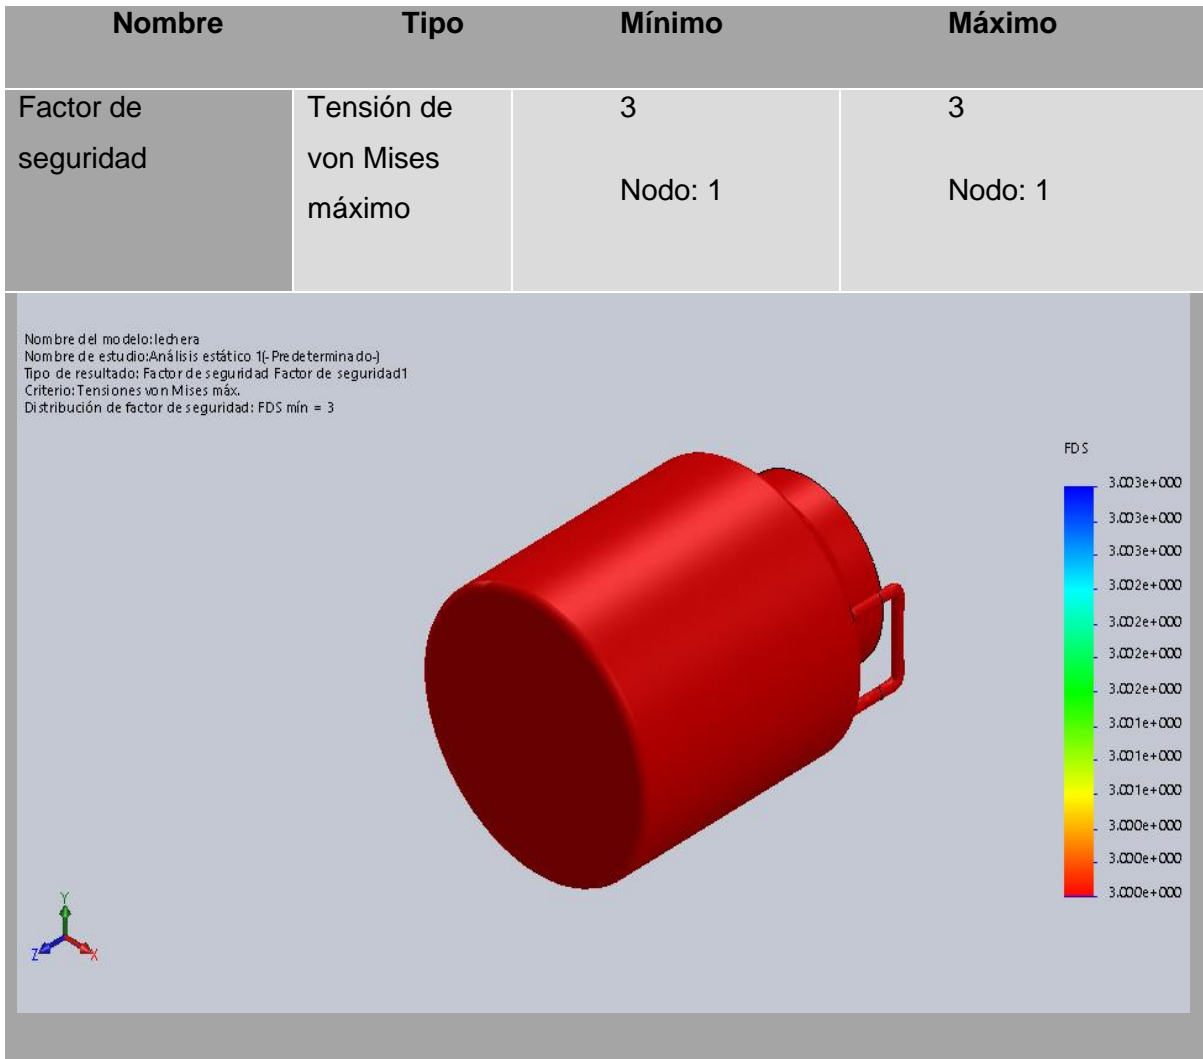 Nombre Tipo Mínimo Máximo
Factor de seguridad
Tensión de von Mises máximo
3
Nodo: 1
3
Nodo: 1
Nombre del modelo:lechera
Nombre de estudio:Análisis estático 1(-Predeterminado-)
Tipo de resultado: Factor de seguridad Factor de seguridad1
Criterio: Tensiones von Mises máx.
Distribución de factor de seguridad: FDS mín = 3
FDS
3.003e+000
3.003e+000
3.003e+000
3.002e+000
3.002e+000
3.002e+000
3.002e+000
3.001e+000
3.001e+000
3.001e+000
3.000e+000
3.000e+000
3.000e+000
Y
Z
X